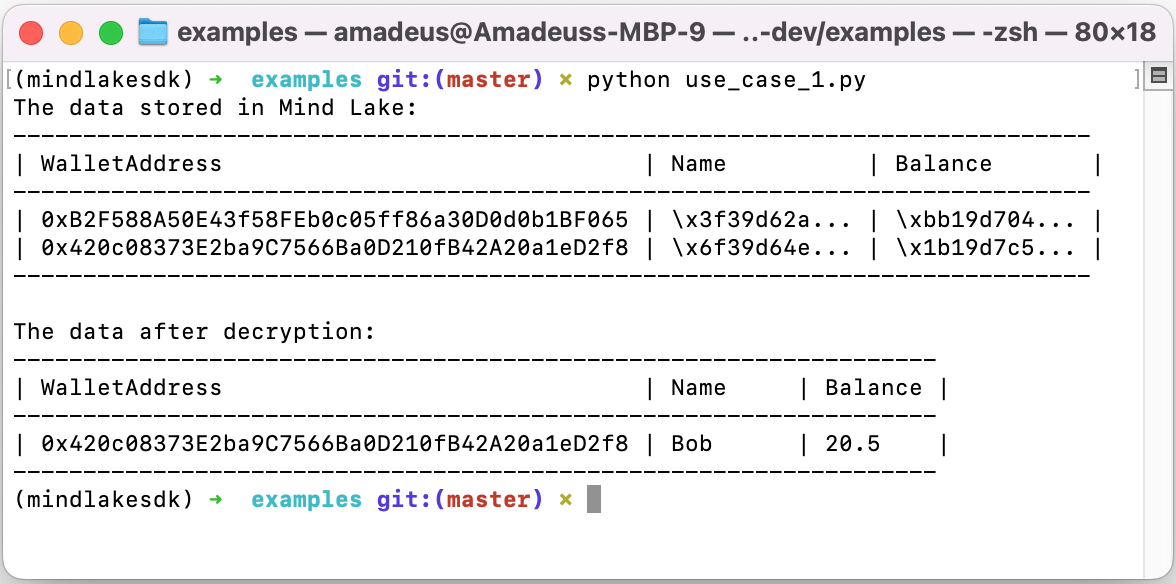 examples — amadeus@Amadeuss-MBP-9 — ..-dev/examples — -zsh — 80×18
(mindlakesdk) ➜  examples git:(master) ✗ python use_case_1.py
The data stored in Mind Lake:
-----------------------------------------------------------------------------
| WalletAddress                              | Name          | Balance       |
-----------------------------------------------------------------------------
| 0xB2F588A50E43f58FEb0c05ff86a30D0d0b1BF065 | \x3f39d62a... | \xbb19d704... |
| 0x420c08373E2ba9C7566Ba0D210fB42A20a1eD2f8 | \x6f39d64e... | \x1b19d7c5... |
-----------------------------------------------------------------------------
The data after decryption:
------------------------------------------------------------------
| WalletAddress                              | Name     | Balance |
------------------------------------------------------------------
| 0x420c08373E2ba9C7566Ba0D210fB42A20a1eD2f8 | Bob      | 20.5    |
------------------------------------------------------------------
(mindlakesdk) ➜  examples git:(master) ✗